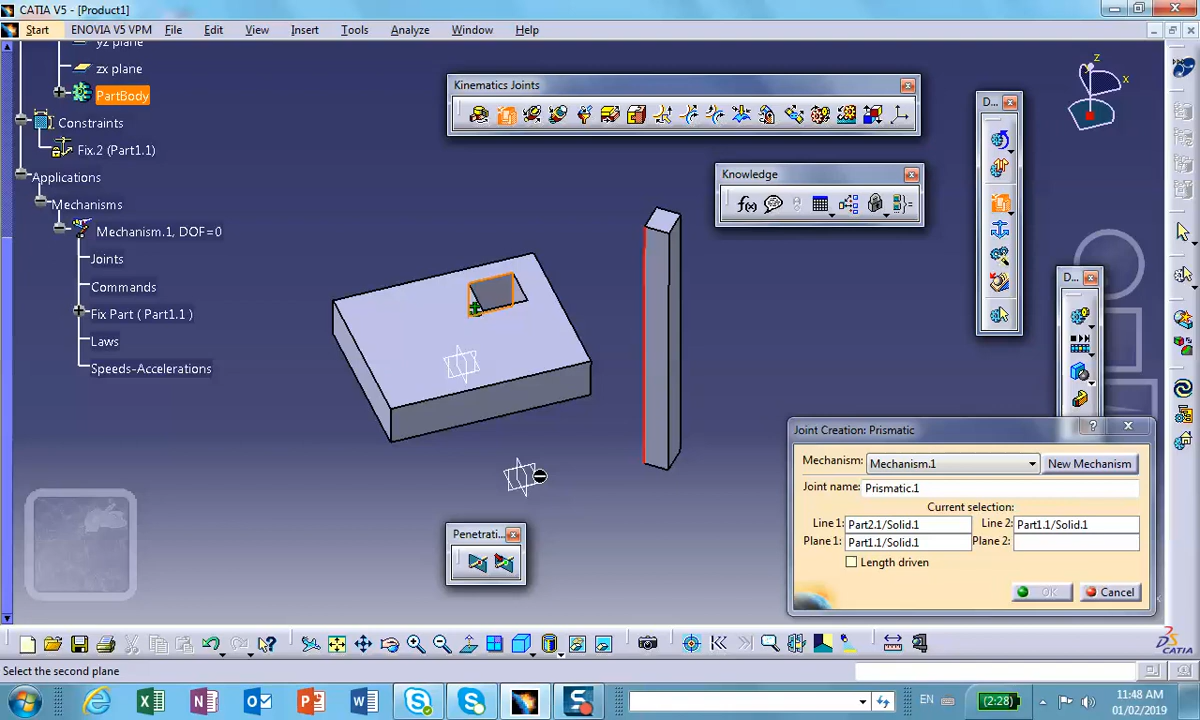 CATIA V5 - [Product1]
Start ENOVIA V5 VPM File Edit View Insert Tools Analyze Window Help
yz plane
zx plane
PartBody
Constraints
Fix.2 (Part1.1)
Applications
Mechanisms
Mechanism.1, DOF=0
Joints
Commands
Fix Part ( Part1.1 )
Laws
Speeds-Accelerations
Kinematics Joints
Knowledge
f(x)
D...
D...
z
x
Penetrati...
Joint Creation: Prismatic
Mechanism: Mechanism.1 New Mechanism
Joint name: Prismatic.1
Current selection:
Line 1: Part2.1/Solid.1 Line 2: Part1.1/Solid.1
Plane 1: Part1.1/Solid.1 Plane 2:
Length driven
OK Cancel
Select the second plane
CATIA
EN
(2:28)
11:48 AM
01/02/2019